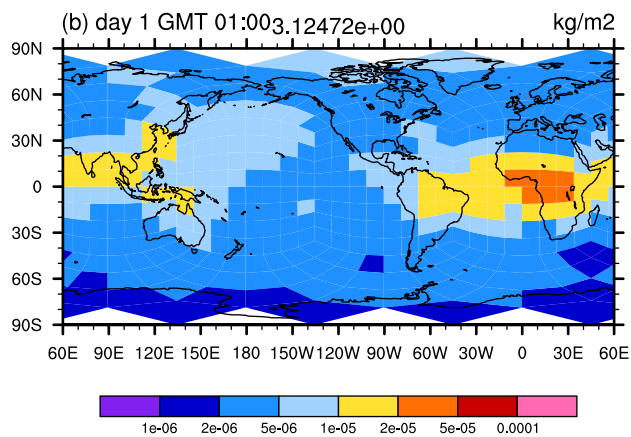 (b) day 1 GMT 01:00 3.12472e+00 kg/m2
90N
60N
30N
0
30S
60S
90S
60E 90E 120E 150E 180 150W 120W 90W 60W 30W 0 30E 60E
1e-06 2e-06 5e-06 1e-05 2e-05 5e-05 0.0001